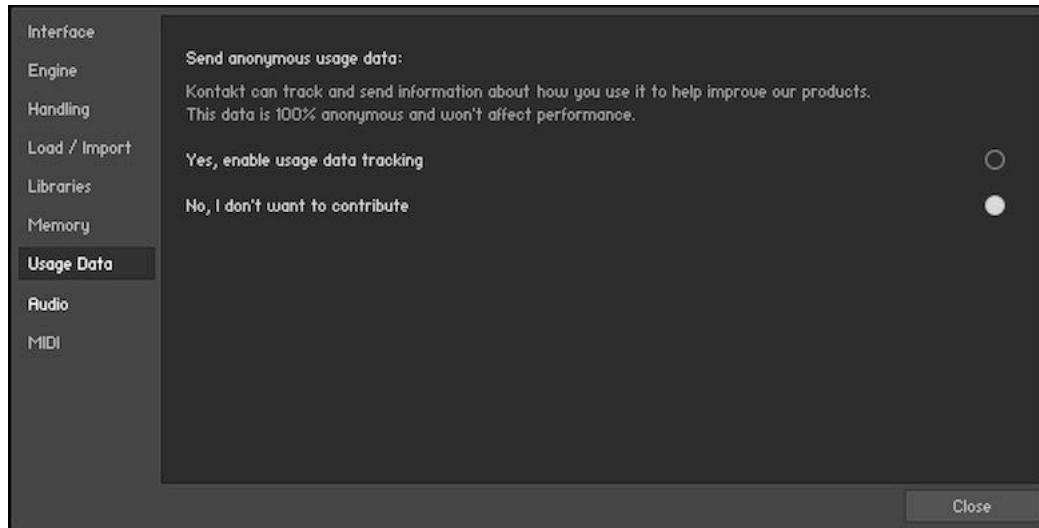 Interface
Engine
Handling
Load / Import
Libraries
Memory
Usage Data
Audio
MIDI
Send anonymous usage data:
Kontakt can track and send information about how you use it to help improve our products.
This data is 100% anonymous and won't affect performance.
Yes, enable usage data tracking
No, I don't want to contribute
Close